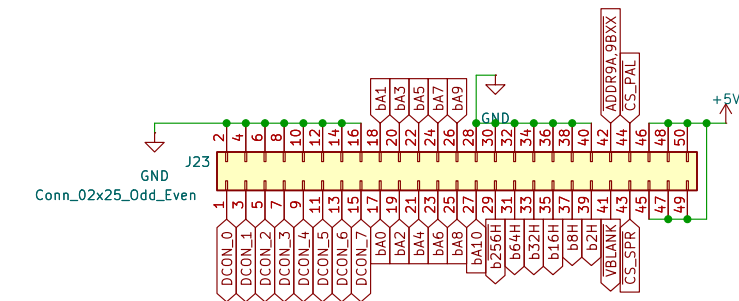 ADDR9A,9BXX
CS_PAL
bA1
bA3
bA5
bA7
bA9
+5V
GND
2
4
6
8
10
12
14
16
18
20
22
24
26
28
30
32
34
36
38
40
42
44
46
48
50
J23
GND
Conn_02x25_Odd_Even
1
3
5
7
9
11
13
15
17
19
21
23
25
27
29
31
33
35
37
39
41
43
45
47
49
DCON_0
DCON_1
DCON_2
DCON_3
DCON_4
DCON_5
DCON_6
DCON_7
bA0
bA2
bA4
bA6
bA8
bA10
b256H
b64H
b32H
b16H
b8H
b2H
VBLANK
CS_SPR